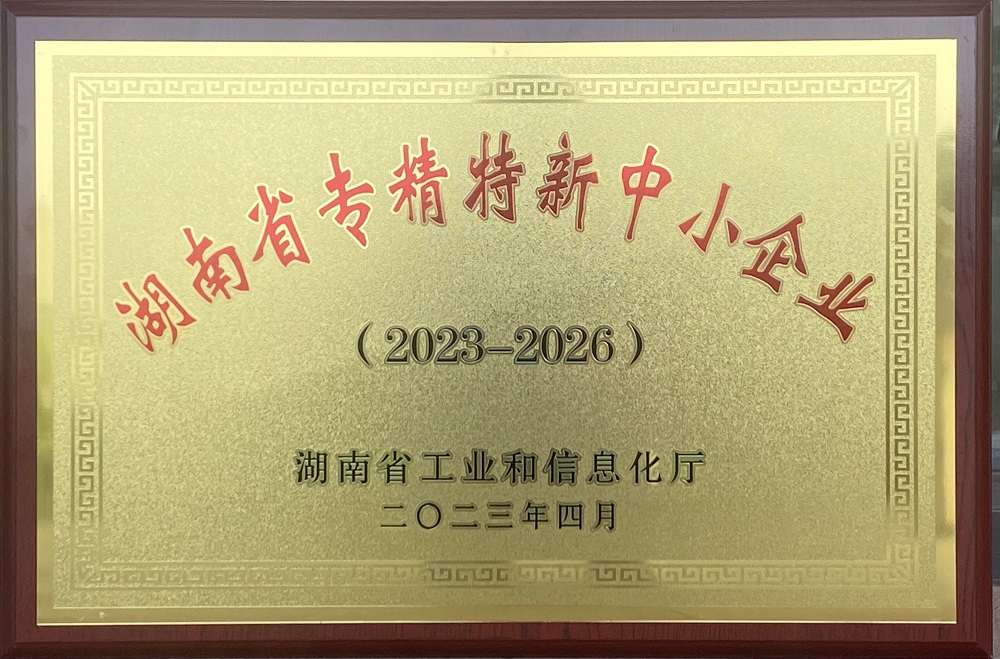 湖南省专精特新中小企业
（2023-2026）
湖南省工业和信息化厅
二〇二三年四月